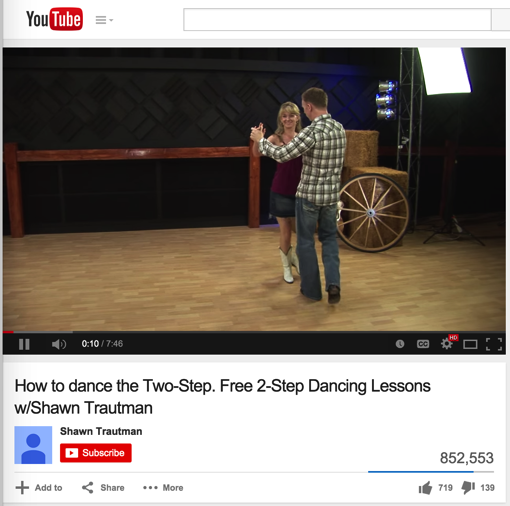 YouTube
0:10 / 7:46
CC
HD
How to dance the Two-Step. Free 2-Step Dancing Lessons
w/Shawn Trautman
Shawn Trautman
Subscribe
852,553
Add to
Share
More
719
139